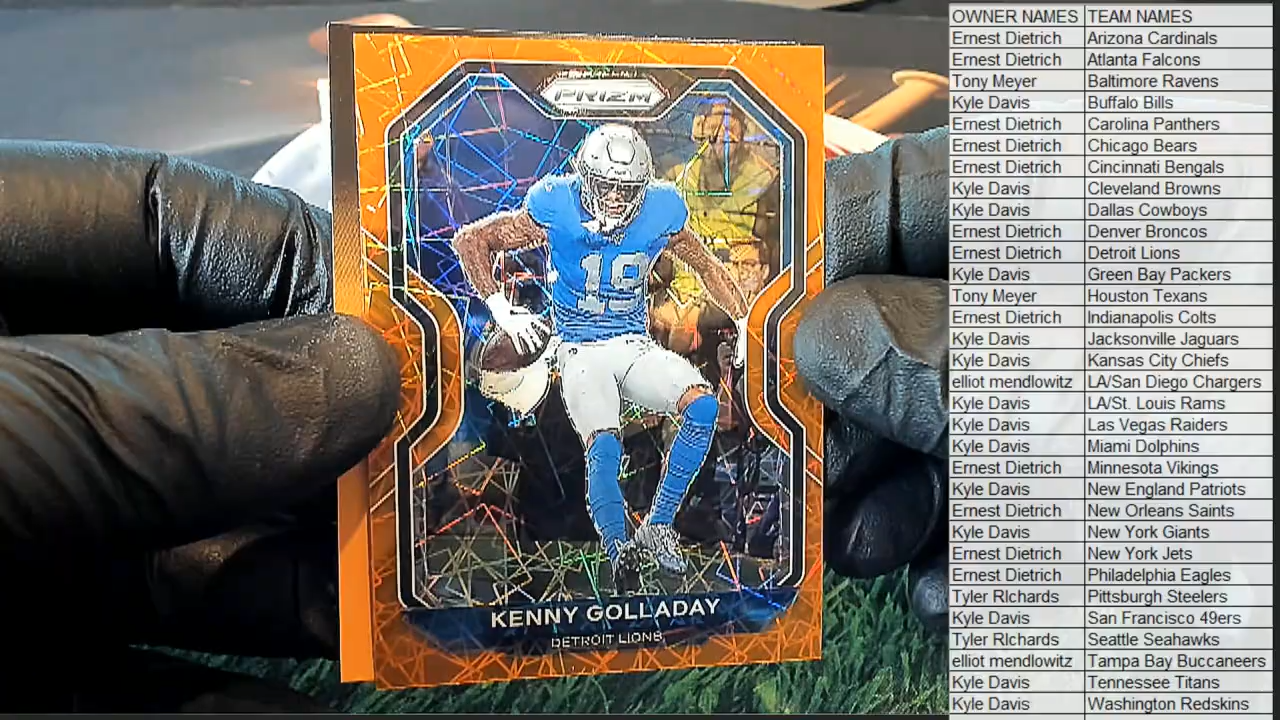 PRIZM
19
KENNY GOLLADAY
DETROIT LIONS
OWNER NAMES TEAM NAMES
Ernest Dietrich Arizona Cardinals
Ernest Dietrich Atlanta Falcons
Tony Meyer Baltimore Ravens
Kyle Davis Buffalo Bills
Ernest Dietrich Carolina Panthers
Ernest Dietrich Chicago Bears
Ernest Dietrich Cincinnati Bengals
Kyle Davis Cleveland Browns
Kyle Davis Dallas Cowboys
Ernest Dietrich Denver Broncos
Ernest Dietrich Detroit Lions
Kyle Davis Green Bay Packers
Tony Meyer Houston Texans
Ernest Dietrich Indianapolis Colts
Kyle Davis Jacksonville Jaguars
Kyle Davis Kansas City Chiefs
elliot mendlowitz LA/San Diego Chargers
Kyle Davis LA/St. Louis Rams
Kyle Davis Las Vegas Raiders
Kyle Davis Miami Dolphins
Ernest Dietrich Minnesota Vikings
Kyle Davis New England Patriots
Ernest Dietrich New Orleans Saints
Kyle Davis New York Giants
Ernest Dietrich New York Jets
Ernest Dietrich Philadelphia Eagles
Tyler RIchards Pittsburgh Steelers
Kyle Davis San Francisco 49ers
Tyler RIchards Seattle Seahawks
elliot mendlowitz Tampa Bay Buccaneers
Kyle Davis Tennessee Titans
Kyle Davis Washington Redskins